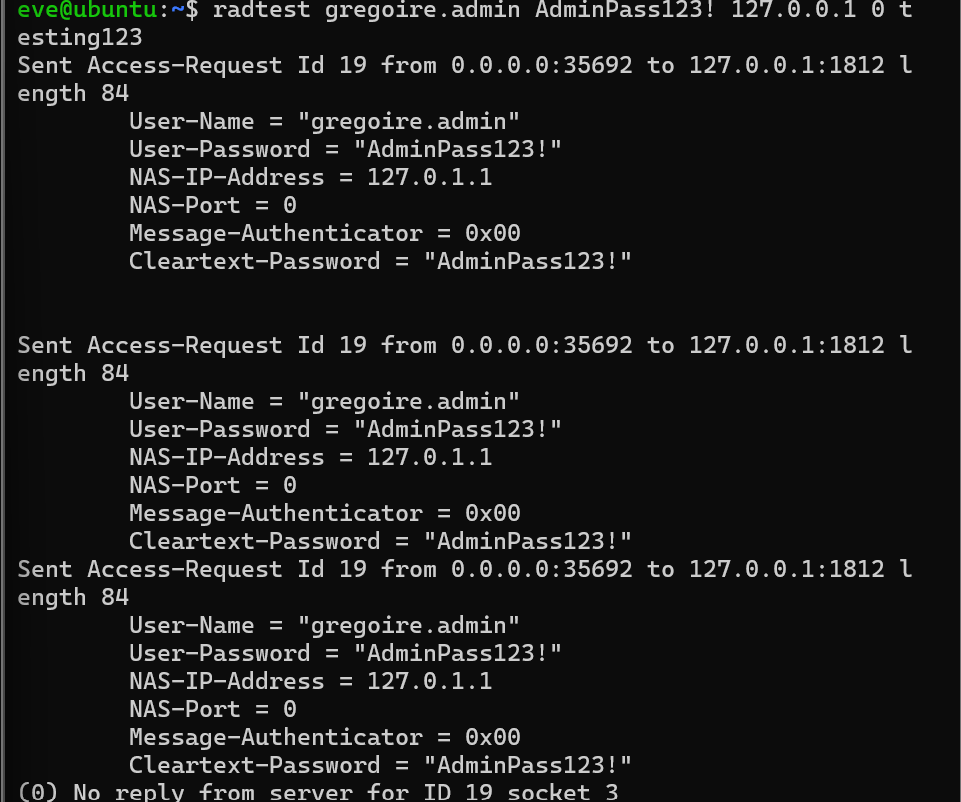 eve@ubuntu:~$ radtest gregoire.admin AdminPass123! 127.0.0.1 0 t
esting123
Sent Access-Request Id 19 from 0.0.0.0:35692 to 127.0.0.1:1812 l
ength 84
User-Name = "gregoire.admin"
User-Password = "AdminPass123!"
NAS-IP-Address = 127.0.1.1
NAS-Port = 0
Message-Authenticator = 0x00
Cleartext-Password = "AdminPass123!"
Sent Access-Request Id 19 from 0.0.0.0:35692 to 127.0.0.1:1812 l
ength 84
User-Name = "gregoire.admin"
User-Password = "AdminPass123!"
NAS-IP-Address = 127.0.1.1
NAS-Port = 0
Message-Authenticator = 0x00
Cleartext-Password = "AdminPass123!"
Sent Access-Request Id 19 from 0.0.0.0:35692 to 127.0.0.1:1812 l
ength 84
User-Name = "gregoire.admin"
User-Password = "AdminPass123!"
NAS-IP-Address = 127.0.1.1
NAS-Port = 0
Message-Authenticator = 0x00
Cleartext-Password = "AdminPass123!"
(0) No reply from server for ID 19 socket 3